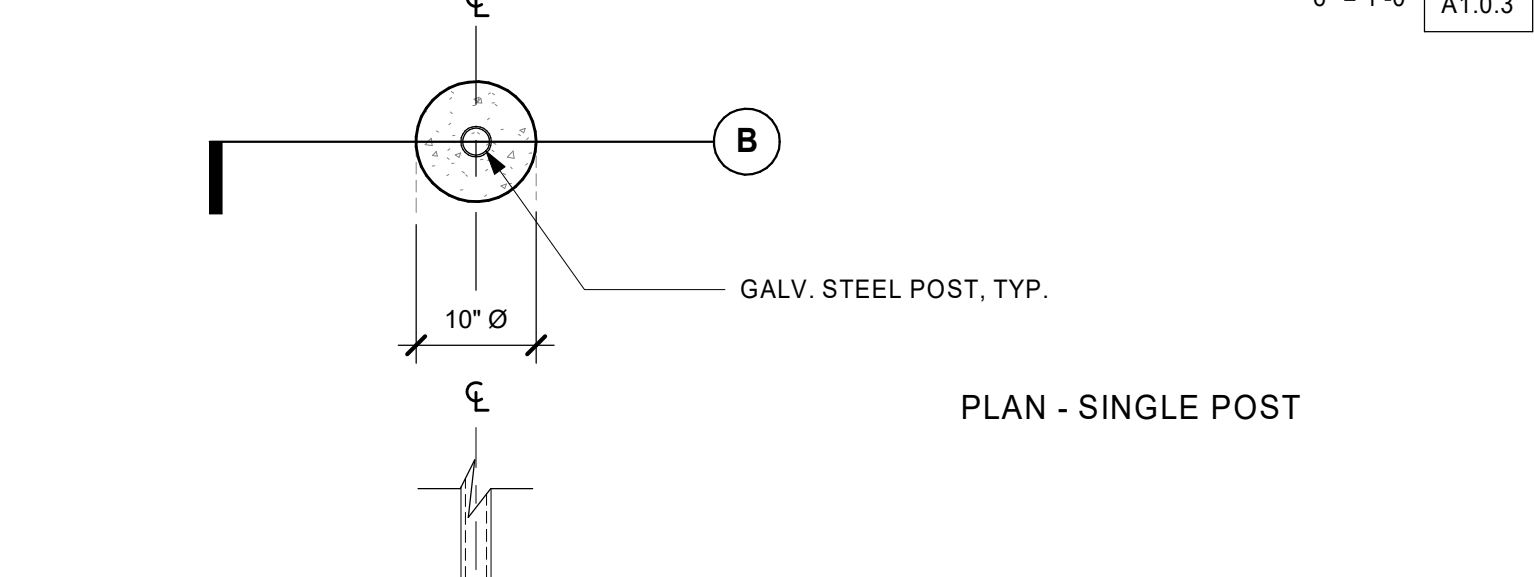 ℄
A1.0.3
B
GALV. STEEL POST, TYP.
10" Ø
℄
PLAN - SINGLE POST